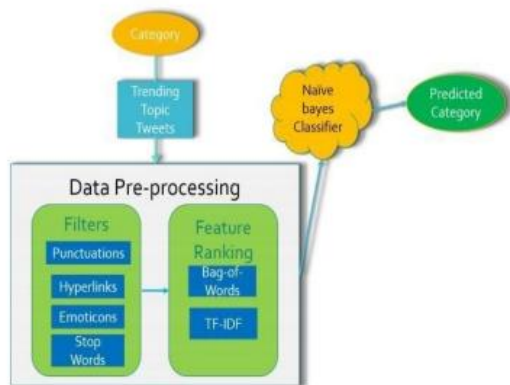 Category
Trending
Topic
Tweets
Data Pre-processing
Filters
Punctuations
Hyperlinks
Emoticons
Stop
Words
Feature
Ranking
Bag-of-
Words
TF-IDF
Naïve
bayes
Classifier
Predicted
Category